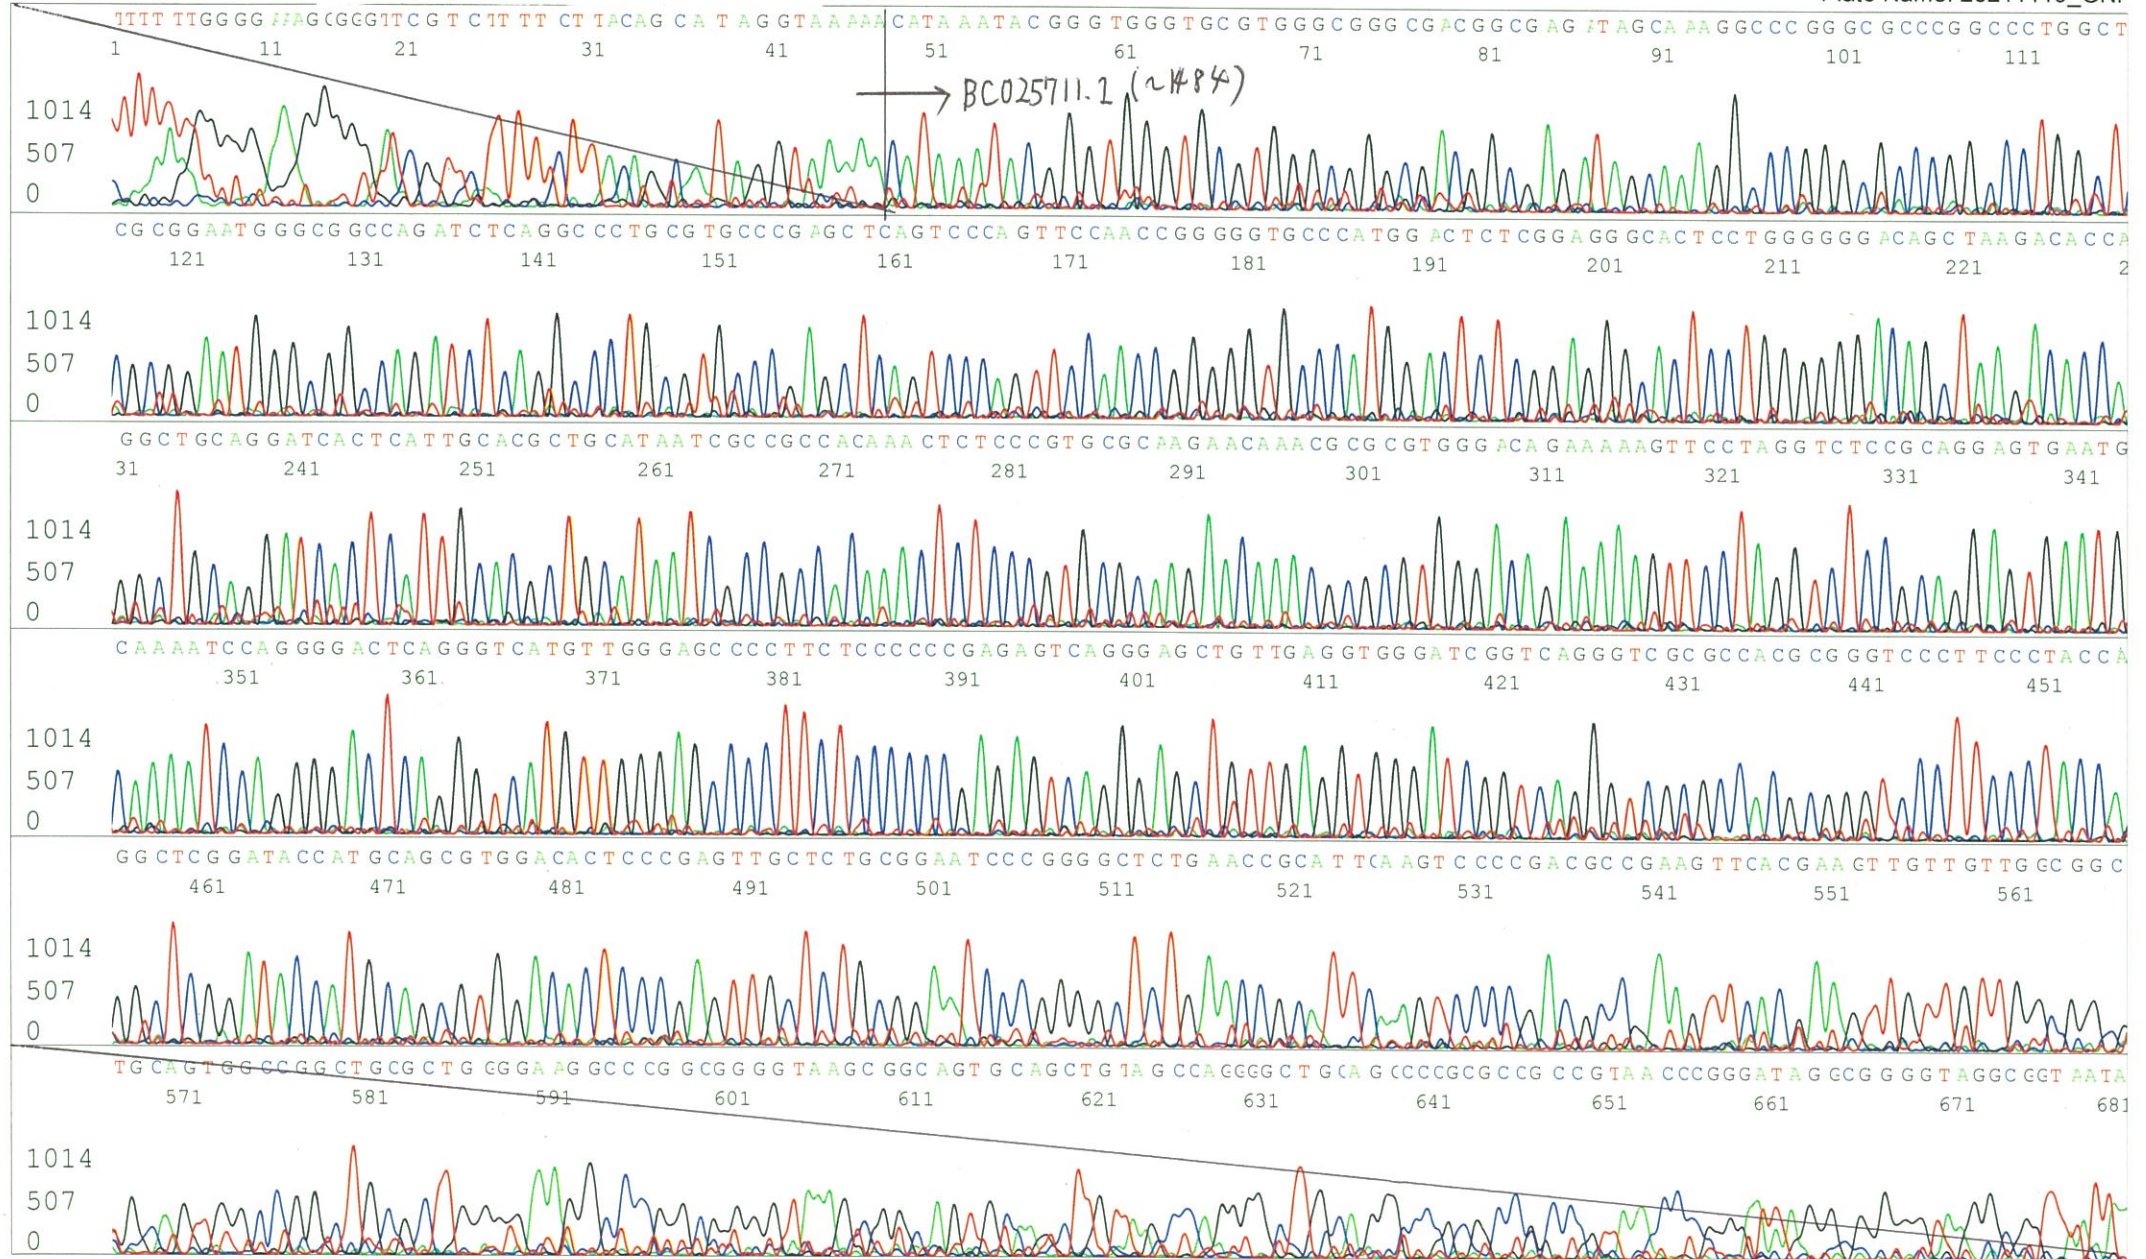 TTTT TTGGGG AAAGCGGGTTCGTCTTTTCTTACAGCATAGGTAAAAACATAAATACGGGTGGGTGCGTGGGCGGGCGACGGCGAGATAGCAAAGGCCCGGGCGCCCGGCCCTGGCT
1 11 21 31 41 51 61 71 81 91 101 111
→ BC025711.1
1014
507
0
CGCGGAATGGGCGGCCAGATCTCAGGCCCTGCGTGCCCGAGCTCAGTCCCAGTTCCAACCGGGGGTGCCCATGGACTCTCGGAGGGCACTCCTGGGGGGACAGCTAAGACACCA
121 131 141 151 161 171 181 191 201 211 221 2
1014
507
0
GGCTGCAGGATCACTCATTGCACGCTGCATAATCGCCGCCACAAACTCTCCCGTGCGCAAGAACAAACGCGCGTGGGACAGAAAAAGTTCCTAGGTCTCCGCAGGAGTGAATG
31 241 251 261 271 281 291 301 311 321 331 341
1014
507
0
CAAAATCCAGGGGACTCAGGGTCATGTTGGGAGCCCCTTCTCCCCCCGAGAGTCAGGGAGCTGTTGAGGTGGGATCGGTCAGGGTCGCGCCACGCGGGTCCCTTCCCTACCA
351 361 371 381 391 401 411 421 431 441 451
1014
507
0
GGCTCGGATACCATGCAGCGTGGACACTCCCGAGTTGCTCTGCGGAATCCCGGGGCTCTGAACCGCATTCAAGTCCCCGACGCCGAAGTTCACGAAGTTGTTGTTGGCGGC
461 471 481 491 501 511 521 531 541 551 561
1014
507
0
TGCAGTGGCCGGCTGCGCTGCGGGAAGGCCCGGCGGGGTAAGCGGCAGTGCAGCTGTAGCCAGGGGCTGCAGCCCCGCGCCGCCGTAACCCGGGATAGGCGGGGTAGGCGGTAATA
571 581 591 601 611 621 631 641 651 661 671 681
1014
507
0